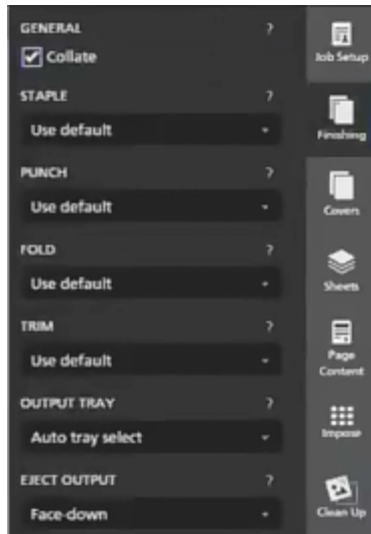 GENERAL ?
Collate
STAPLE ?
Use default
PUNCH ?
Use default
FOLD ?
Use default
TRIM ?
Use default
OUTPUT TRAY ?
Auto tray select
EJECT OUTPUT ?
Face-down
Job Setup
Finishing
Covers
Sheets
Page
Content
Impose
Clean Up